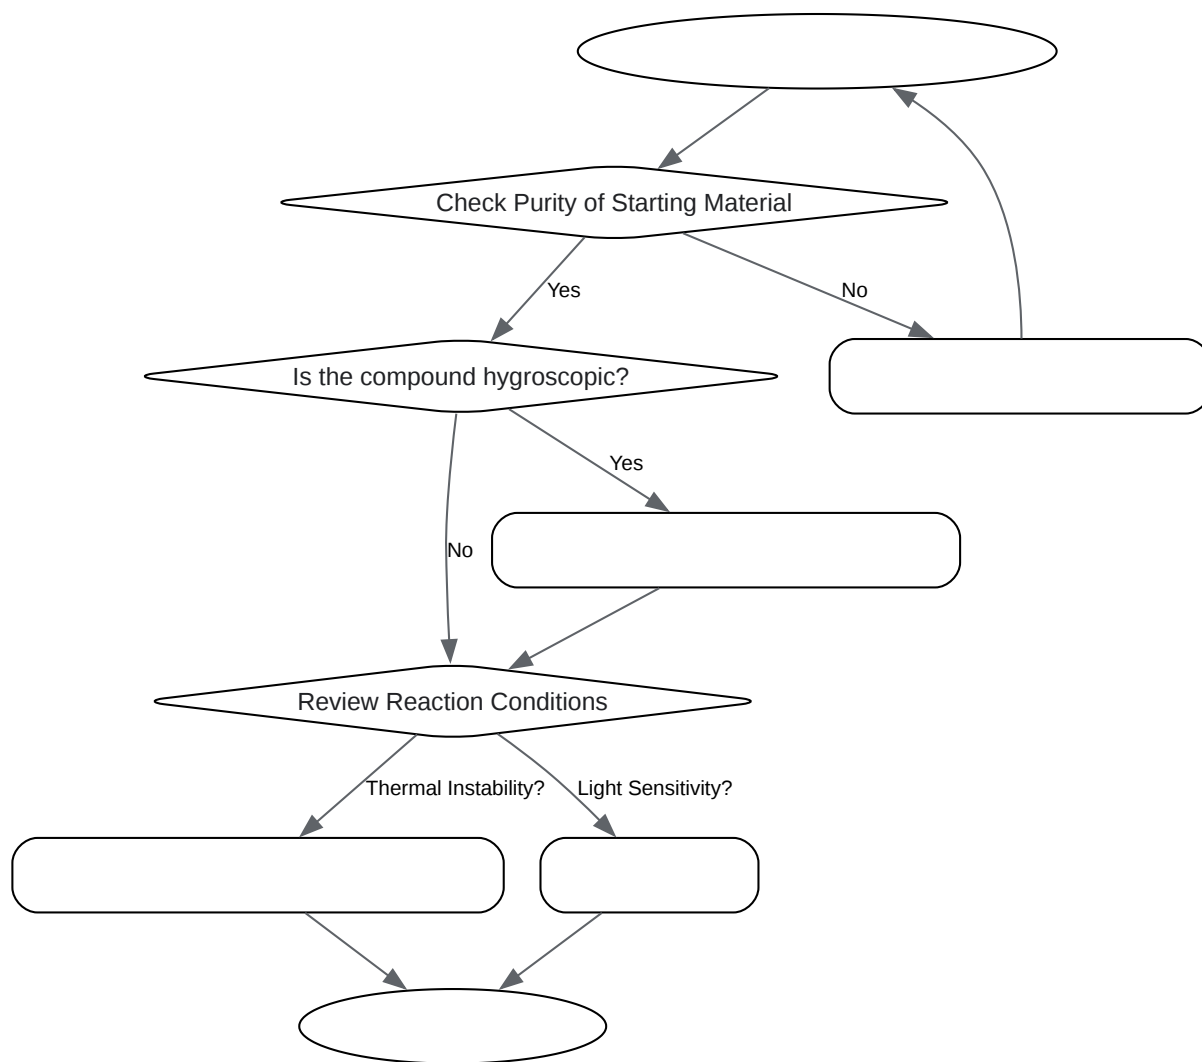 Check Purity of Starting Material
Yes
No
Is the compound hygroscopic?
Yes
No
Review Reaction Conditions
Thermal Instability?
Light Sensitivity?